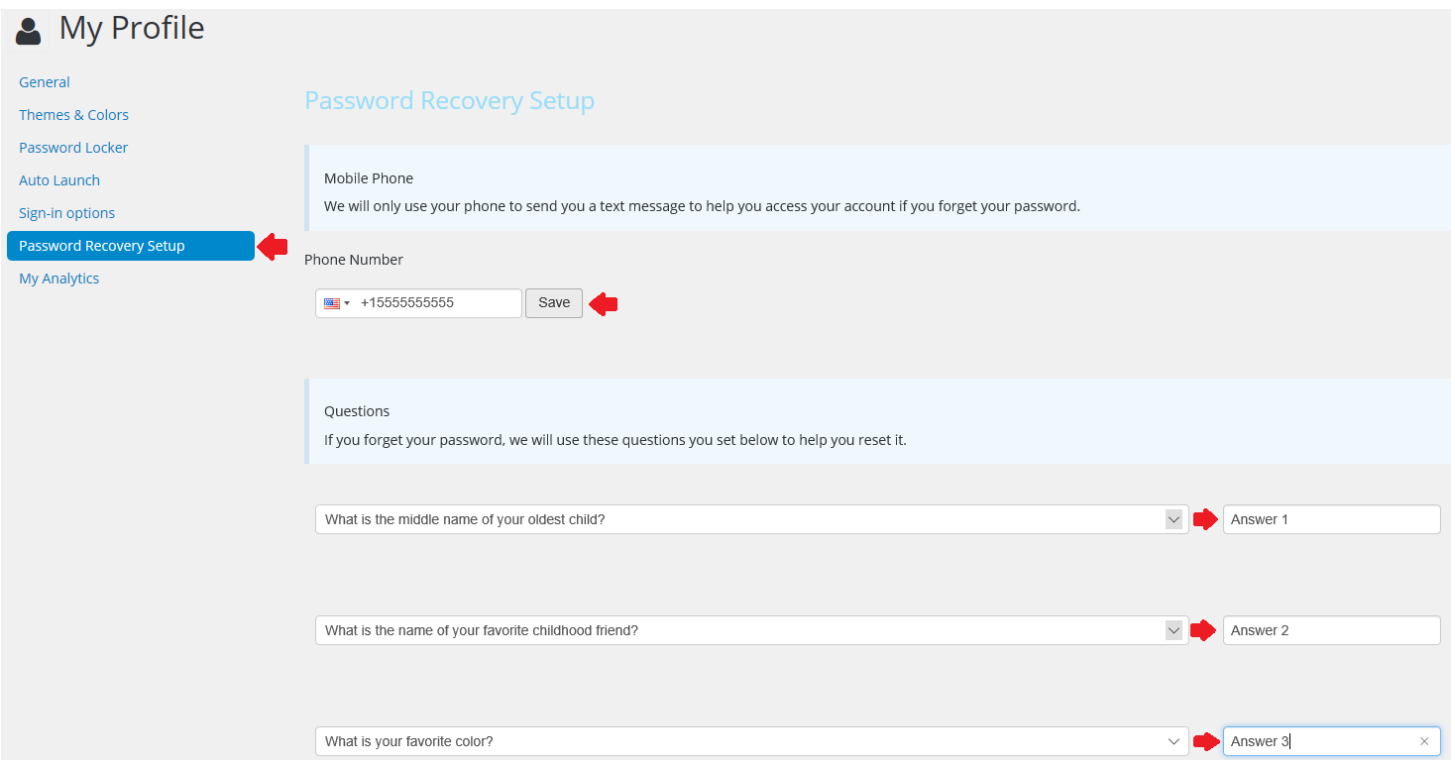 My Profile
General
Themes & Colors
Password Locker
Auto Launch
Sign-in options
Password Recovery Setup
My Analytics
Password Recovery Setup
Mobile Phone
We will only use your phone to send you a text message to help you access your account if you forget your password.
Phone Number
+15555555555 Save
Questions
If you forget your password, we will use these questions you set below to help you reset it.
What is the middle name of your oldest child? Answer 1
What is the name of your favorite childhood friend? Answer 2
What is your favorite color? Answer 3